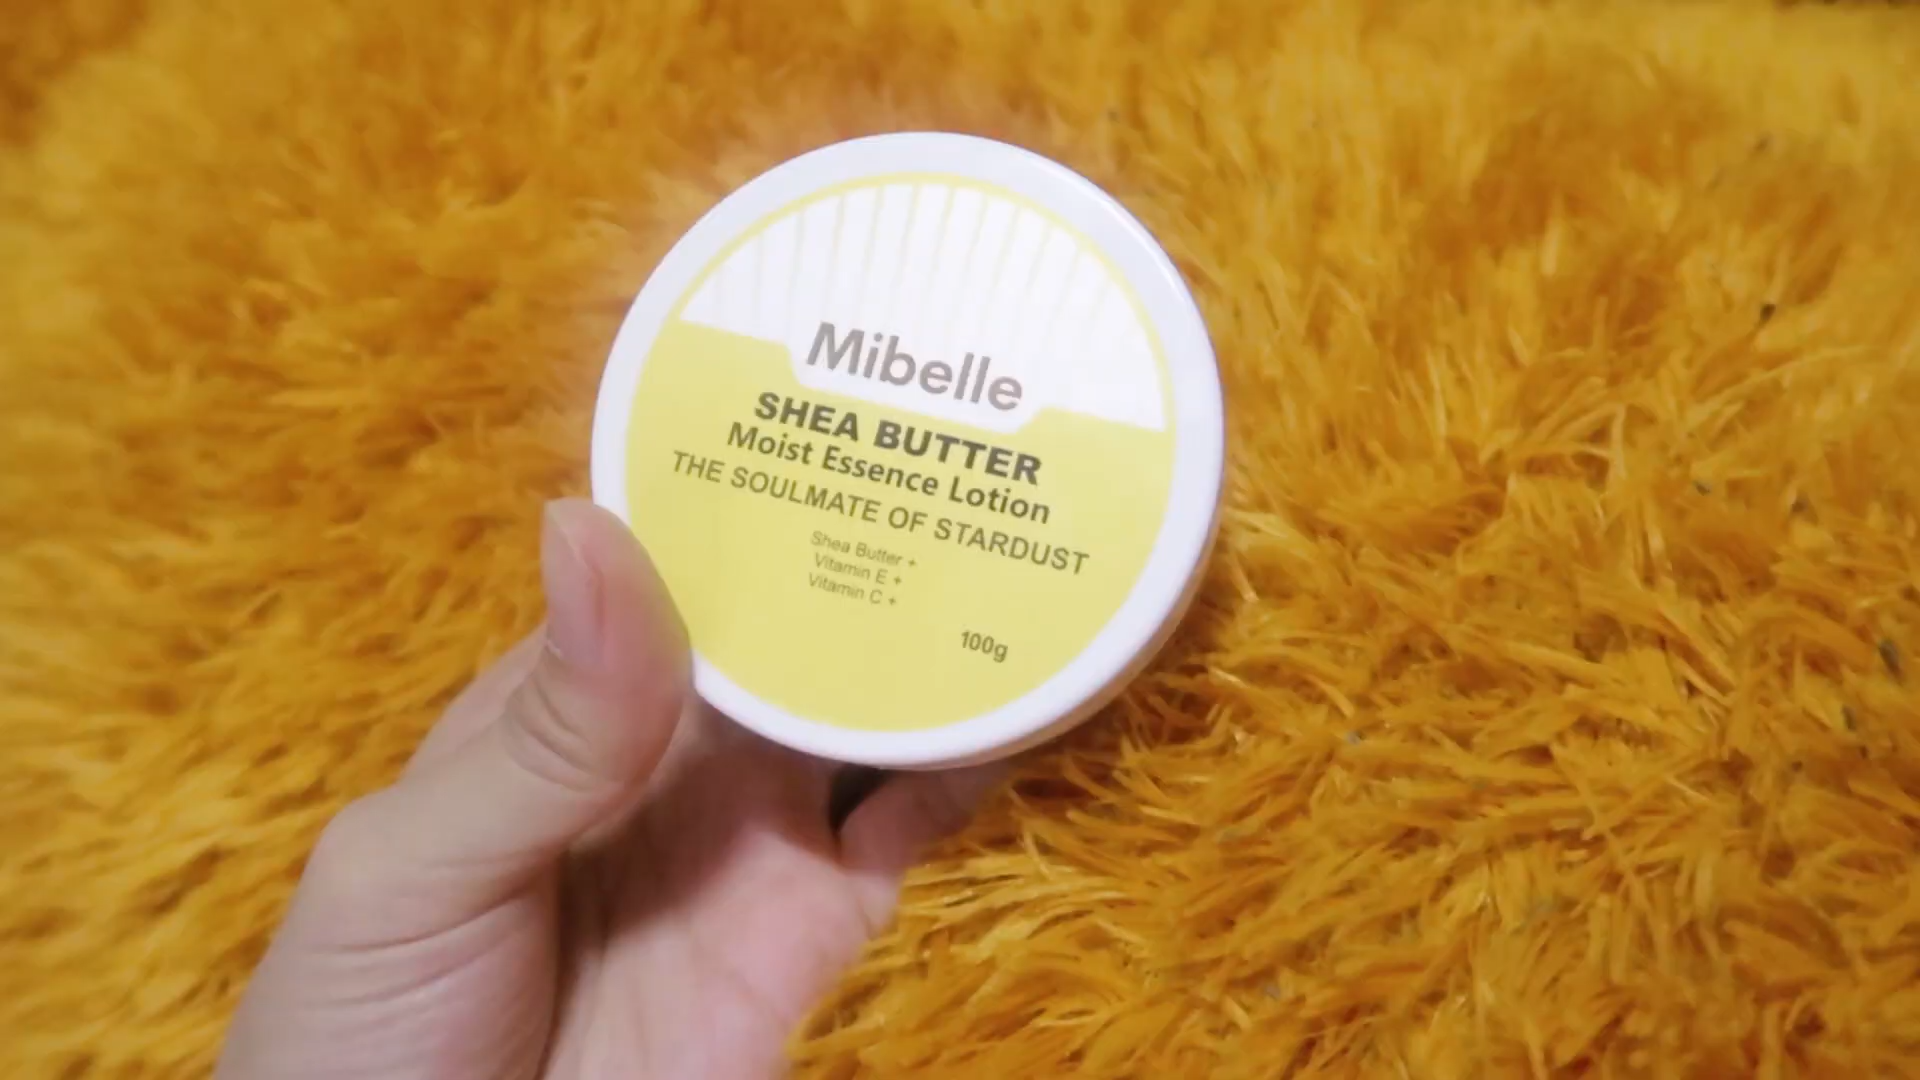 Mibelle
SHEA BUTTER
Moist Essence Lotion
THE SOULMATE OF STARDUST
Shea Butter +
Vitamin E +
Vitamin C +
100g